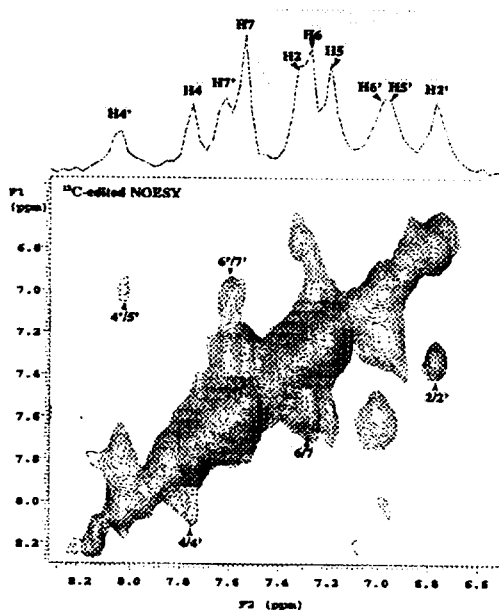 H7
H6
H2
H5
H4' H4 H7' H6' H5' H2'
F1
(ppm)
¹³C-edited NOESY
6.8
7.0
7.2
7.4
7.6
7.8
8.0
8.2
6'/7'
4'/5'
2/2'
6/7
4/4'
8.2 8.0 7.8 7.6 7.4 7.2 7.0 6.8 6.6
F2 (ppm)